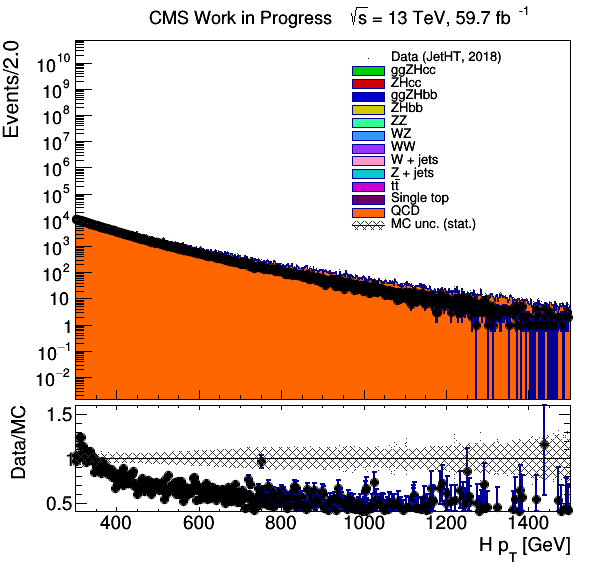 CMS Work in Progress √s = 13 TeV, 59.7 fb⁻¹
Events/2.0
Data (JetHT, 2018)
ggZHcc
ZHcc
ggZHbb
ZHbb
ZZ
WZ
WW
W + jets
Z + jets
tt̄
Single top
QCD
MC unc. (stat.)
10¹⁰
10⁹
10⁸
10⁷
10⁶
10⁵
10⁴
10³
10²
10
1
10⁻¹
10⁻²
Data/MC
1.5
1
0.5
400 600 800 1000 1200 1400
H p_T [GeV]